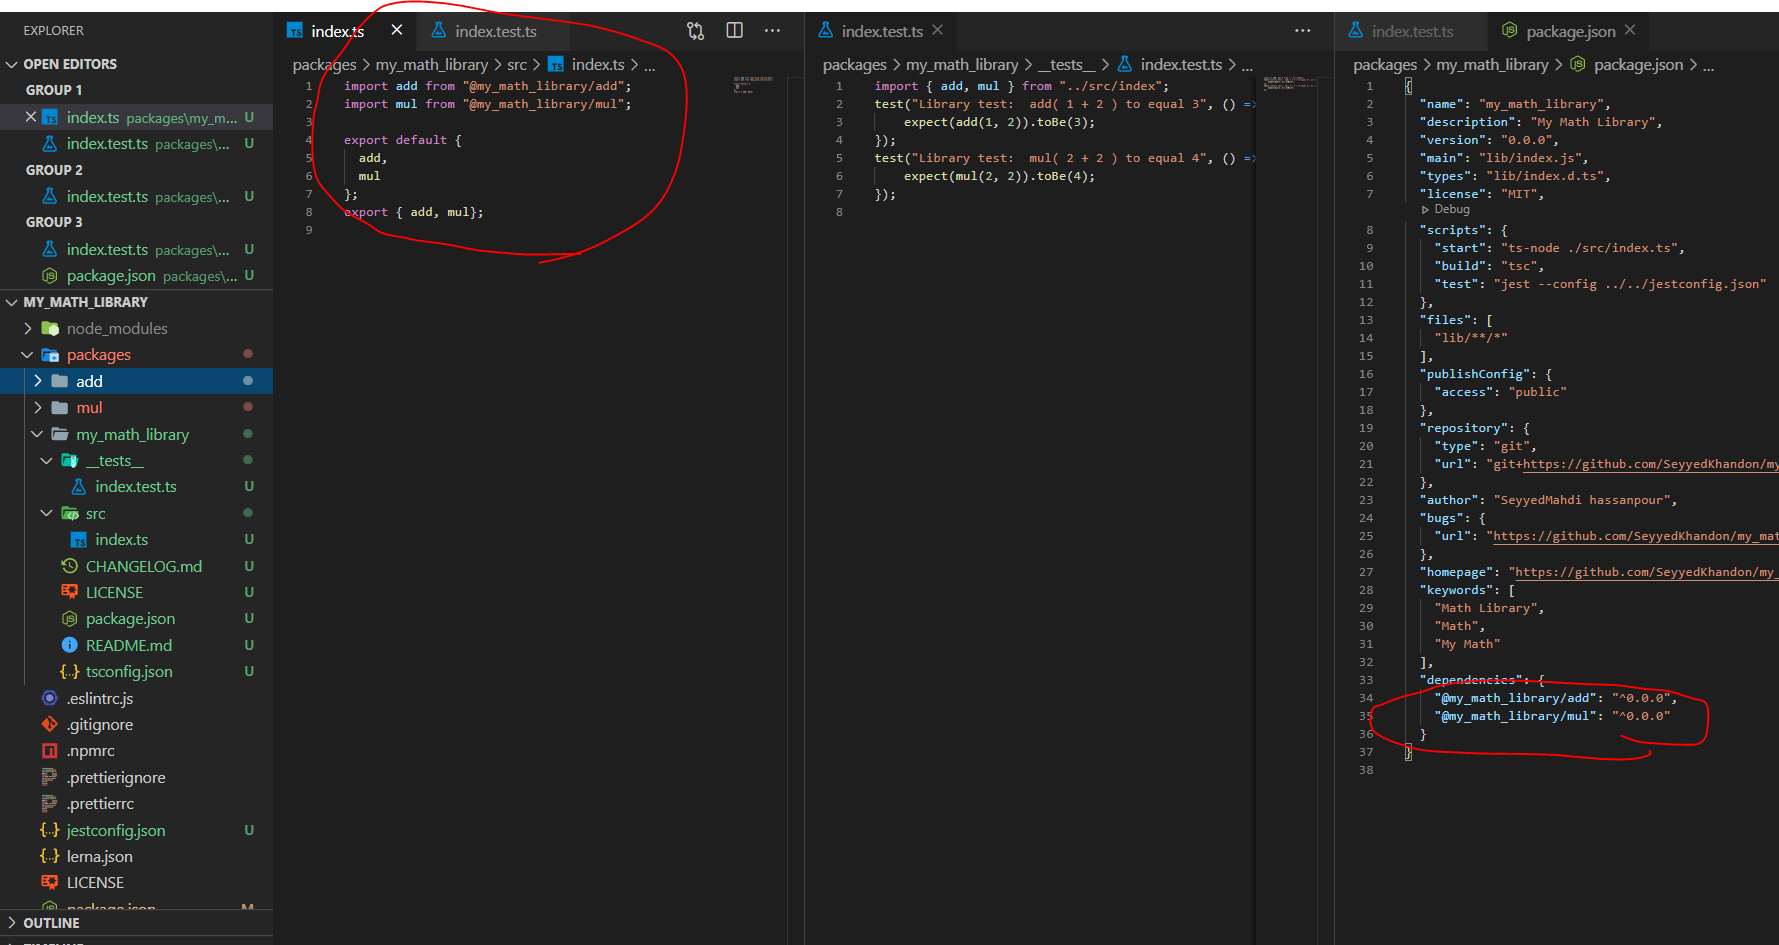 EXPLORER
OPEN EDITORS
GROUP 1
index.ts packages\my_m... U
index.test.ts packages\... U
GROUP 2
index.test.ts packages\... U
GROUP 3
index.test.ts packages\... U
package.json packages\... U
MY_MATH_LIBRARY
node_modules
packages
add
mul
my_math_library
__tests__
index.test.ts U
src
index.ts U
CHANGELOG.md U
LICENSE U
package.json U
README.md U
tsconfig.json U
.eslintrc.js
.gitignore
.npmrc
.prettierignore
.prettierrc
jestconfig.json U
lerna.json
LICENSE
package.json M
OUTLINE
TIMELINE
index.ts index.test.ts
packages > my_math_library > src > index.ts > ...
1 import add from "@my_math_library/add";
2 import mul from "@my_math_library/mul";
3
4 export default {
5 add,
6 mul
7 };
8 export { add, mul};
9
index.test.ts
packages > my_math_library > __tests__ > index.test.ts > ...
1 import { add, mul } from "../src/index";
2 test("Library test:  add( 1 + 2 ) to equal 3", () =>
3 expect(add(1, 2)).toBe(3);
4 });
5 test("Library test:  mul( 2 + 2 ) to equal 4", () =>
6 expect(mul(2, 2)).toBe(4);
7 });
8
index.test.ts package.json
packages > my_math_library > package.json > ...
1 {
2 "name": "my_math_library",
3 "description": "My Math Library",
4 "version": "0.0.0",
5 "main": "lib/index.js",
6 "types": "lib/index.d.ts",
7 "license": "MIT",
Debug
8 "scripts": {
9 "start": "ts-node ./src/index.ts",
10 "build": "tsc",
11 "test": "jest --config ../../jestconfig.json"
12 },
13 "files": [
14 "lib/**/*"
15 ],
16 "publishConfig": {
17 "access": "public"
18 },
19 "repository": {
20 "type": "git",
21 "url": "git+https://github.com/SeyyedKhandon/my
22 },
23 "author": "SeyyedMahdi hassanpour",
24 "bugs": {
25 "url": "https://github.com/SeyyedKhandon/my_mat
26 },
27 "homepage": "https://github.com/SeyyedKhandon/my_
28 "keywords": [
29 "Math Library",
30 "Math",
31 "My Math"
32 ],
33 "dependencies": {
34 "@my_math_library/add": "^0.0.0",
35 "@my_math_library/mul": "^0.0.0"
36 }
37 }
38